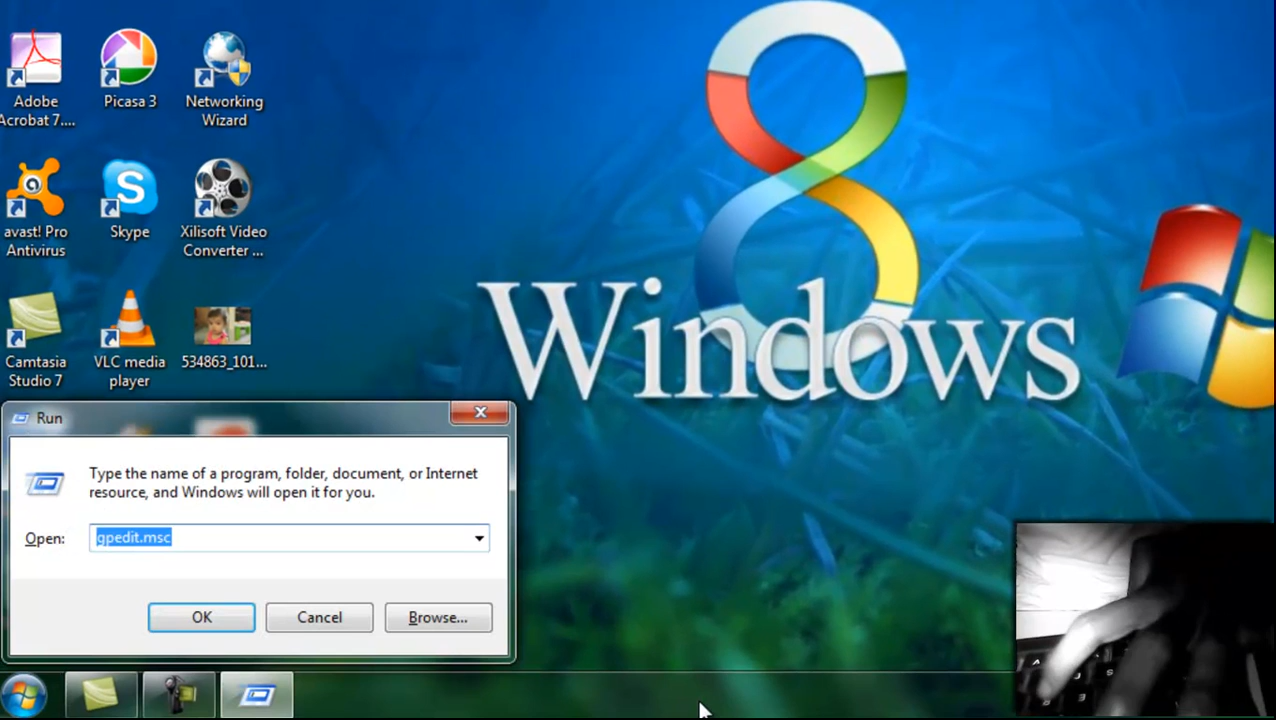 Adobe
Acrobat 7....
Picasa 3
Networking
Wizard
avast! Pro
Antivirus
Skype
Xilisoft Video
Converter ...
Camtasia
Studio 7
VLC media
player
534863_101...
8
Windows
Run
Type the name of a program, folder, document, or Internet
resource, and Windows will open it for you.
Open:
gpedit.msc
OK
Cancel
Browse...